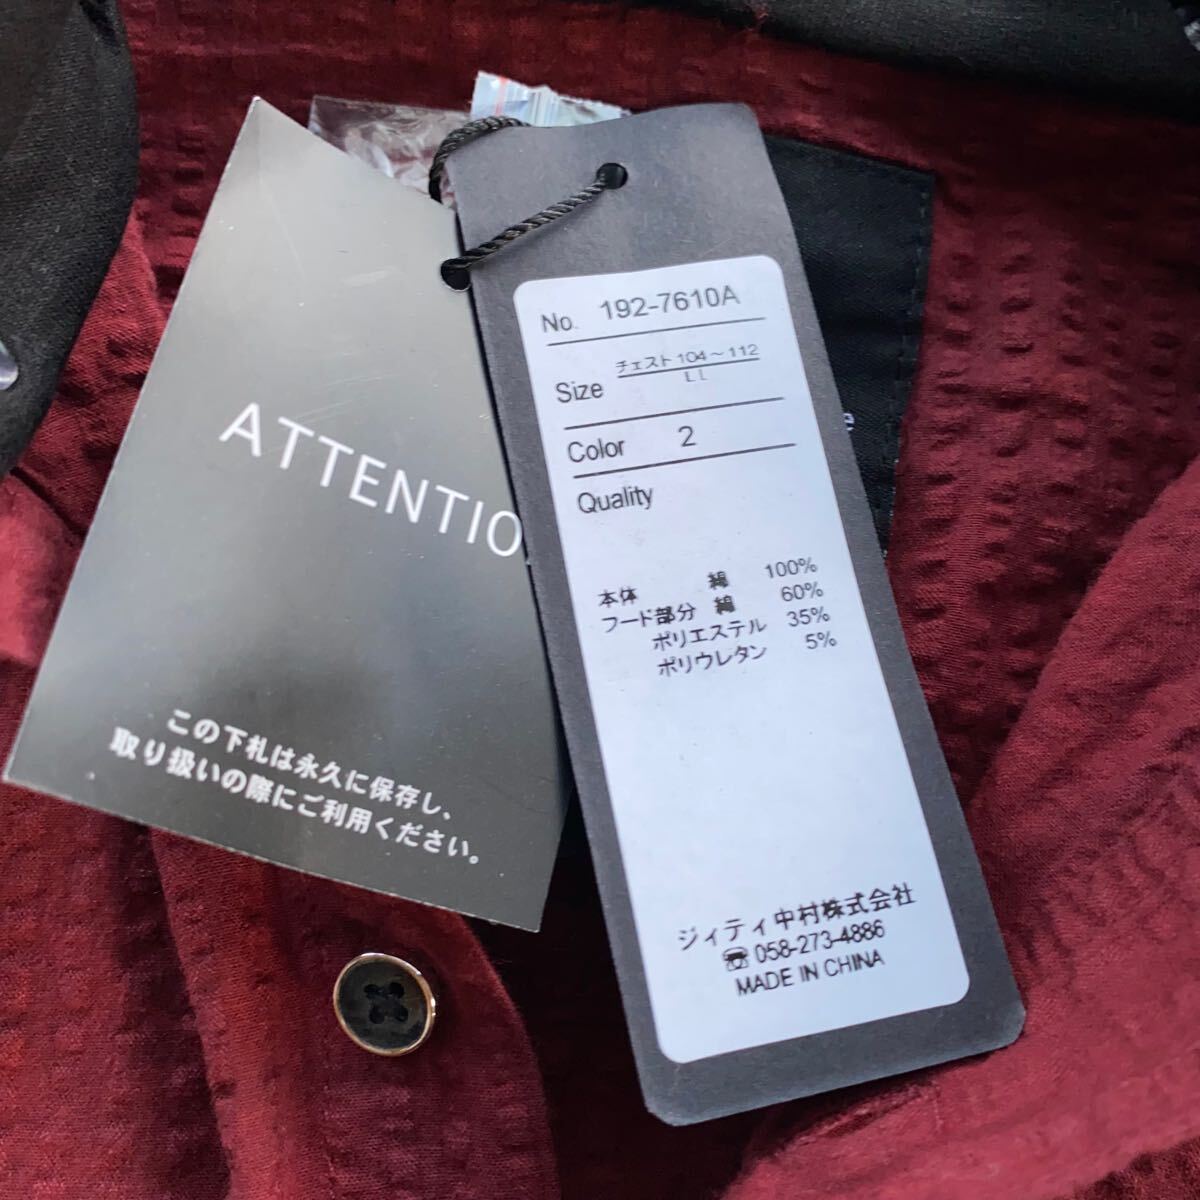 ATTENTIO
この下札は永久に保存し、
取り扱いの際にご利用ください。
No. 192-7610A
Size チェスト104～112
LL
Color 2
Quality
本体 綿 100%
フード部分 綿 60%
ポリエステル 35%
ポリウレタン 5%
ジィティ中村株式会社
☎ 058-273-4886
MADE IN CHINA